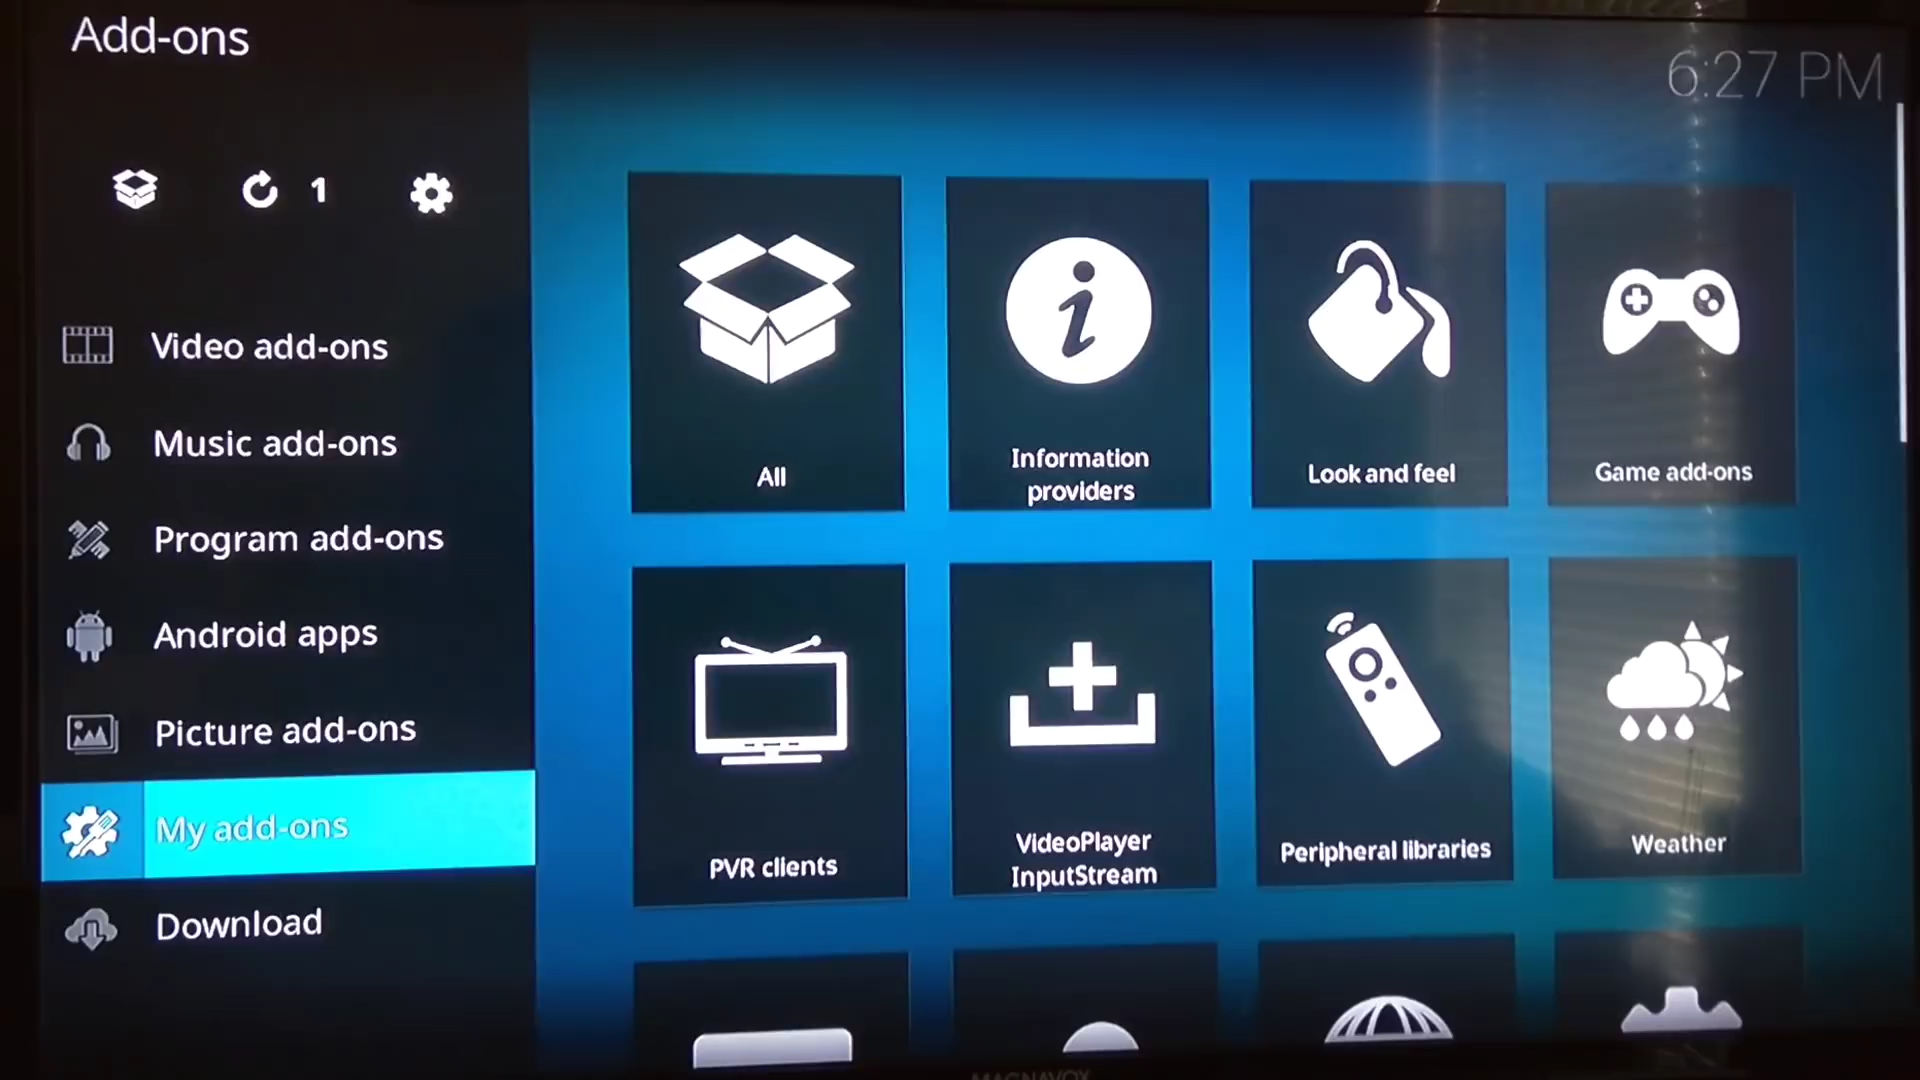 Add-ons
6:27 PM
1
Video add-ons
Music add-ons
Program add-ons
Android apps
Picture add-ons
My add-ons
Download
All
Information
providers
Look and feel
Game add-ons
PVR clients
VideoPlayer
InputStream
Peripheral libraries
Weather
MAGNAVOX